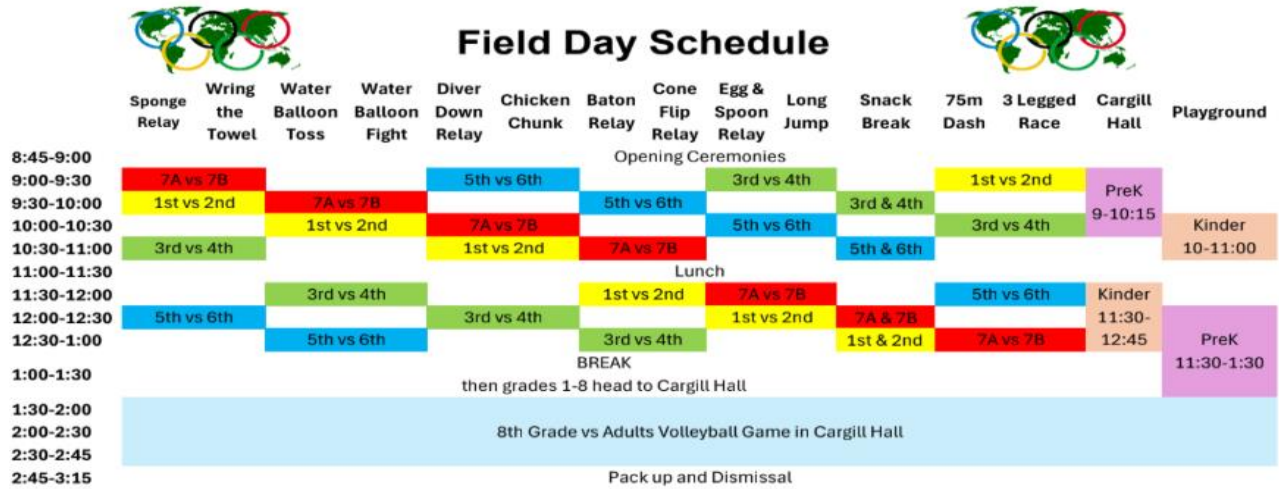 Field Day Schedule
Sponge Relay Wring the Towel Water Balloon Toss Water Balloon Fight Diver Down Relay Chicken Chunk Baton Relay Cone Flip Relay Egg & Spoon Relay Long Jump Snack Break 75m Dash 3 Legged Race Cargill Hall Playground
8:45-9:00 Opening Ceremonies
9:00-9:30 7A vs 7B 5th vs 6th 3rd vs 4th 1st vs 2nd PreK 9-10:15
9:30-10:00 1st vs 2nd 7A vs 7B 5th vs 6th 3rd & 4th
10:00-10:30 1st vs 2nd 7A vs 7B 5th vs 6th 3rd vs 4th Kinder 10-11:00
10:30-11:00 3rd vs 4th 1st vs 2nd 7A vs 7B 5th & 6th
11:00-11:30 Lunch
11:30-12:00 3rd vs 4th 1st vs 2nd 7A vs 7B 5th vs 6th Kinder 11:30-12:45
12:00-12:30 5th vs 6th 3rd vs 4th 1st vs 2nd 7A & 7B PreK 11:30-1:30
12:30-1:00 5th vs 6th 3rd vs 4th 1st & 2nd 7A vs 7B
1:00-1:30 BREAK
then grades 1-8 head to Cargill Hall
1:30-2:00
2:00-2:30 8th Grade vs Adults Volleyball Game in Cargill Hall
2:30-2:45
2:45-3:15 Pack up and Dismissal